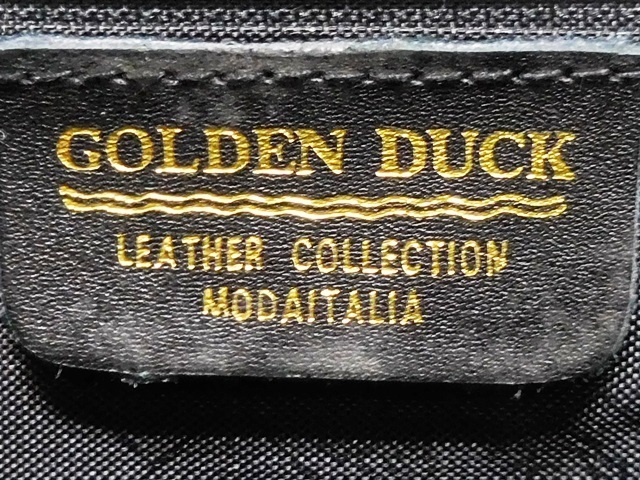 GOLDEN DUCK
LEATHER COLLECTION
MODAITALIA